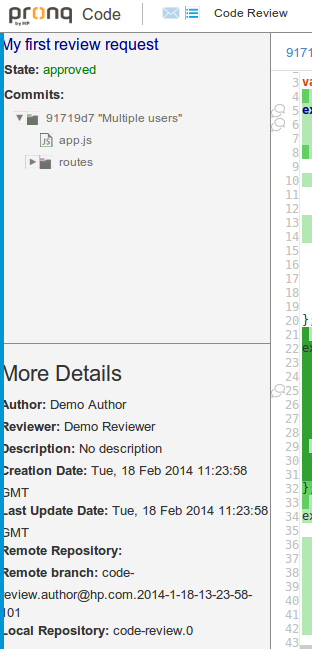 pronq
by HP
Code
Code Review
My first review request
State: approved
Commits:
91719d7 "Multiple users"
JS
app.js
routes
More Details
Author: Demo Author
Reviewer: Demo Reviewer
Description: No description
Creation Date: Tue, 18 Feb 2014 11:23:58
GMT
Last Update Date: Tue, 18 Feb 2014 11:23:58
GMT
Remote Repository:
Remote branch: code-
review.author@hp.com.2014-1-18-13-23-58-
101
Local Repository: code-review.0
9171
3 va
4
5 ex
6
7
8
9
10
11
12
13
14
15
16
17
18
19
20 };
21
22 ex
23
24
25
26
27
28
29
30
31
32 };
33
34 ex
35
36
37
38
39
40
41
42
43